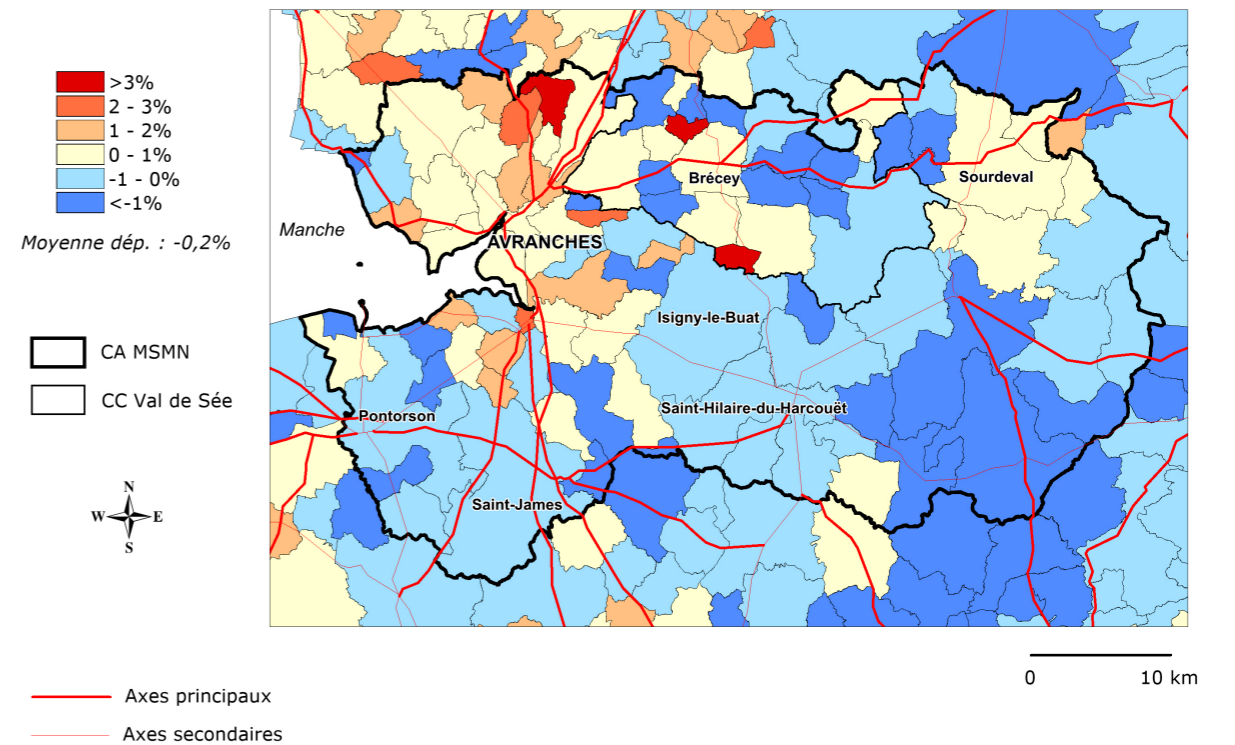 >3%
2 - 3%
1 - 2%
0 - 1%
-1 - 0%
<-1%
Moyenne dép. : -0,2%
CA MSMN
CC Val de Sée
N
W
E
S
Manche
AVRANCHES
Brécey
Sourdeval
Isigny-le-Buat
Pontorson
Saint-Hilaire-du-Harcouët
Saint-James
0
10 km
Axes principaux
Axes secondaires